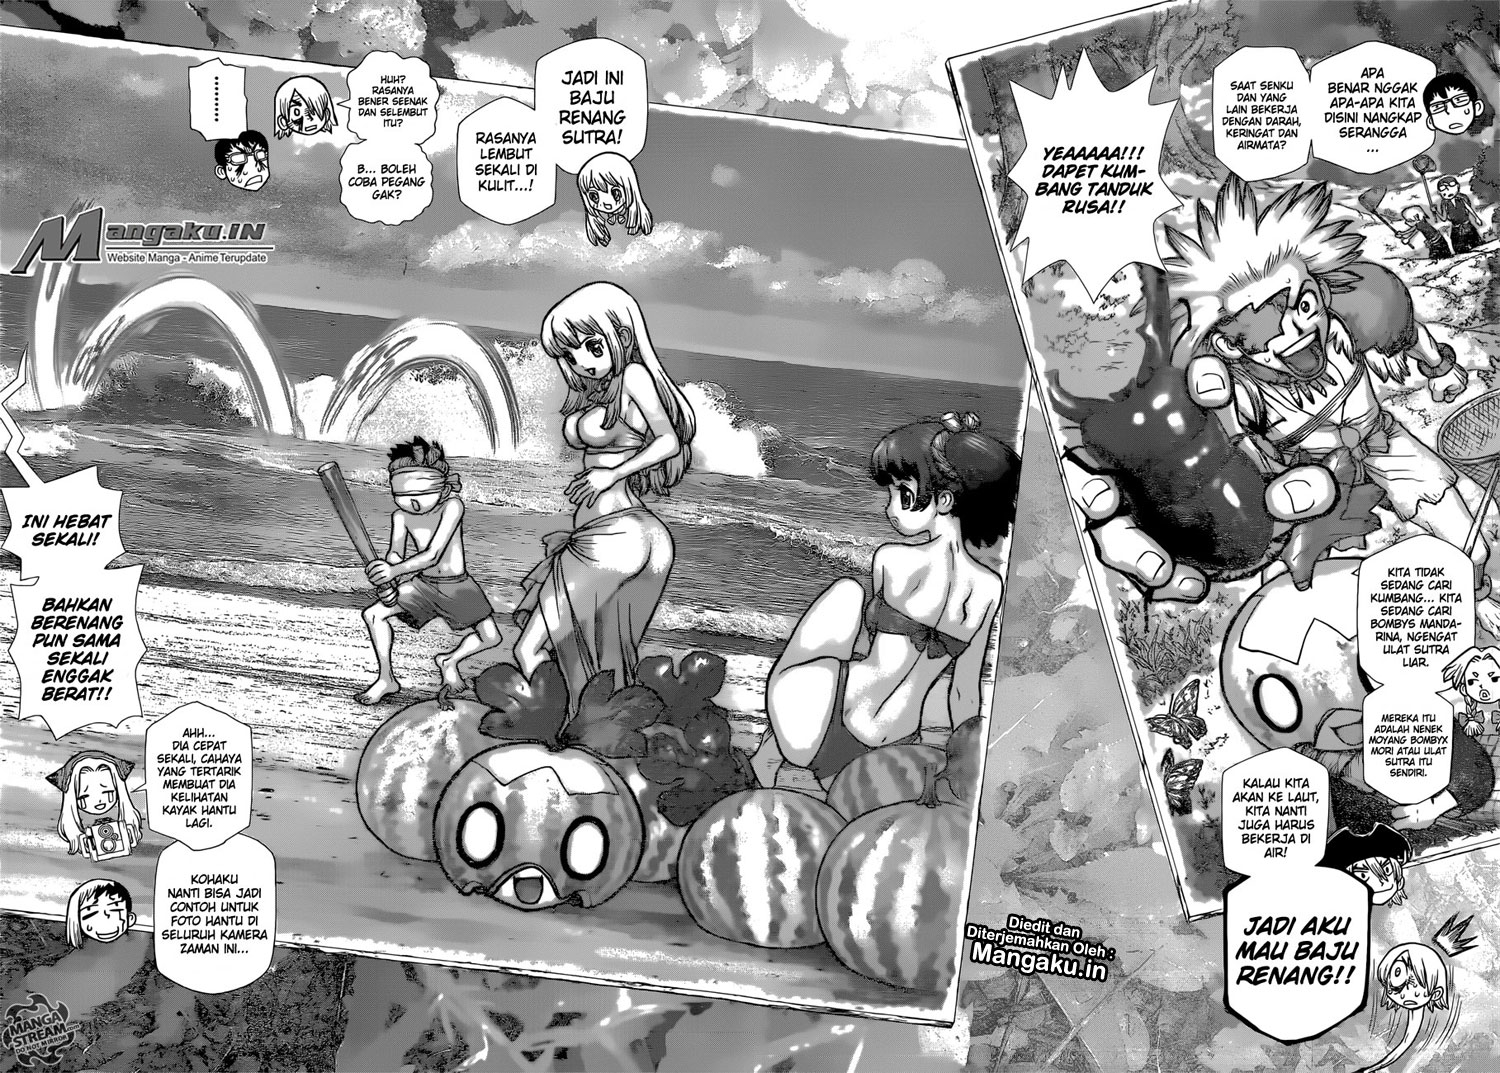 APA
BENAR NGGAK
APA-APA KITA
DISINI NANGKAP
SERANGGA
...
SAAT SENKU
DAN YANG
LAIN BEKERJA
DENGAN DARAH,
KERINGAT DAN
AIRMATA?
YEAAAAA!!!
DAPET KUM-
BANG TANDUK
RUSA!!
KITA TIDAK
SEDANG CARI
KUMBANG... KITA
SEDANG CARI
BOMBYS MANDA-
RINA, NGENGAT
ULAT SUTRA
LIAR.
MEREKA ITU
ADALAH NENEK
MOYANG BOMBYX
MORI ATAU ULAT
SUTRA ITU
SENDIRI.
KALAU KITA
AKAN KE LAUT,
KITA NANTI
JUGA HARUS
BEKERJA DI
AIR!
JADI AKU
MAU BAJU
RENANG!!
JADI INI
BAJU
RENANG
SUTRA!
RASANYA
LEMBUT
SEKALI DI
KULIT...!
HUH?
RASANYA
BENER SEENAK
DAN SELEMBUT
ITU?
B... BOLEH
COBA PEGANG
GAK?
.........
MANGAKU.IN
Website Manga - Anime Terupdate
INI HEBAT
SEKALI!
BAHKAN
BERENANG
PUN SAMA
SEKALI
ENGGAK
BERAT!!
AHH...
DIA CEPAT
SEKALI, CAHAYA
YANG TERTARIK
MEMBUAT DIA
KELIHATAN
KAYAK HANTU
LAGI.
KOHAKU
NANTI BISA JADI
CONTOH UNTUK
FOTO HANTU DI
SELURUH KAMERA
ZAMAN INI...
Diedit dan
Diterjemahkan Oleh :
Mangaku.in
MANGA
STREAM.COM
DO NOT MIRROR